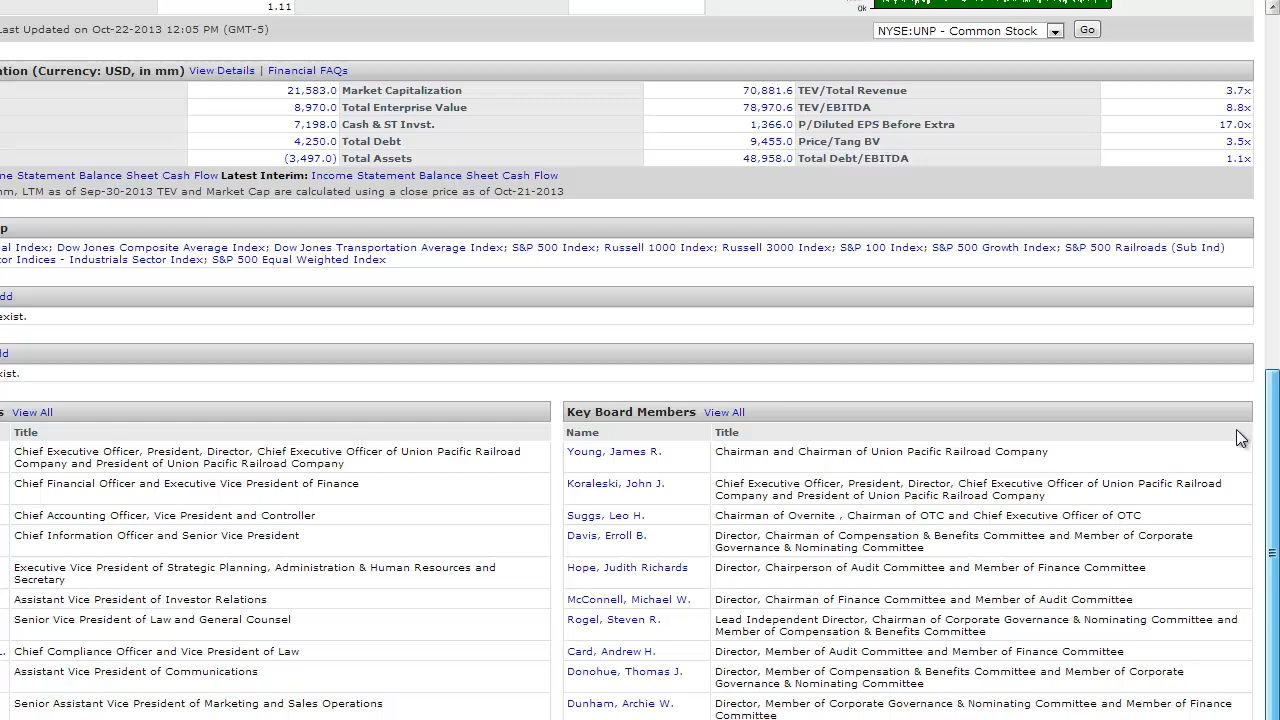 1.11
0k
Last Updated on Oct-22-2013 12:05 PM (GMT-5)
NYSE:UNP - Common Stock Go
ation (Currency: USD, in mm) View Details | Financial FAQs
21,583.0 Market Capitalization 70,881.6 TEV/Total Revenue 3.7x
8,970.0 Total Enterprise Value 78,970.6 TEV/EBITDA 8.8x
7,198.0 Cash & ST Invst. 1,366.0 P/Diluted EPS Before Extra 17.0x
4,250.0 Total Debt 9,455.0 Price/Tang BV 3.5x
(3,497.0) Total Assets 48,958.0 Total Debt/EBITDA 1.1x
me Statement Balance Sheet Cash Flow Latest Interim: Income Statement Balance Sheet Cash Flow
mm, LTM as of Sep-30-2013 TEV and Market Cap are calculated using a close price as of Oct-21-2013
p
al Index; Dow Jones Composite Average Index; Dow Jones Transportation Average Index; S&P 500 Index; Russell 1000 Index; Russell 3000 Index; S&P 100 Index; S&P 500 Growth Index; S&P 500 Railroads (Sub Ind)
tor Indices - Industrials Sector Index; S&P 500 Equal Weighted Index
dd
exist.
ld
xist.
s View All
Title
Chief Executive Officer, President, Director, Chief Executive Officer of Union Pacific Railroad
Company and President of Union Pacific Railroad Company
Chief Financial Officer and Executive Vice President of Finance
Chief Accounting Officer, Vice President and Controller
Chief Information Officer and Senior Vice President
Executive Vice President of Strategic Planning, Administration & Human Resources and
Secretary
Assistant Vice President of Investor Relations
Senior Vice President of Law and General Counsel
L. Chief Compliance Officer and Vice President of Law
Assistant Vice President of Communications
Senior Assistant Vice President of Marketing and Sales Operations
Key Board Members View All
Name Title
Young, James R. Chairman and Chairman of Union Pacific Railroad Company
Koraleski, John J. Chief Executive Officer, President, Director, Chief Executive Officer of Union Pacific Railroad
Company and President of Union Pacific Railroad Company
Suggs, Leo H. Chairman of Overnite , Chairman of OTC and Chief Executive Officer of OTC
Davis, Erroll B. Director, Chairman of Compensation & Benefits Committee and Member of Corporate
Governance & Nominating Committee
Hope, Judith Richards Director, Chairperson of Audit Committee and Member of Finance Committee
McConnell, Michael W. Director, Chairman of Finance Committee and Member of Audit Committee
Rogel, Steven R. Lead Independent Director, Chairman of Corporate Governance & Nominating Committee and
Member of Compensation & Benefits Committee
Card, Andrew H. Director, Member of Audit Committee and Member of Finance Committee
Donohue, Thomas J. Director, Member of Compensation & Benefits Committee and Member of Corporate
Governance & Nominating Committee
Dunham, Archie W. Director, Member of Corporate Governance & Nominating Committee and Member of Finance
Committee